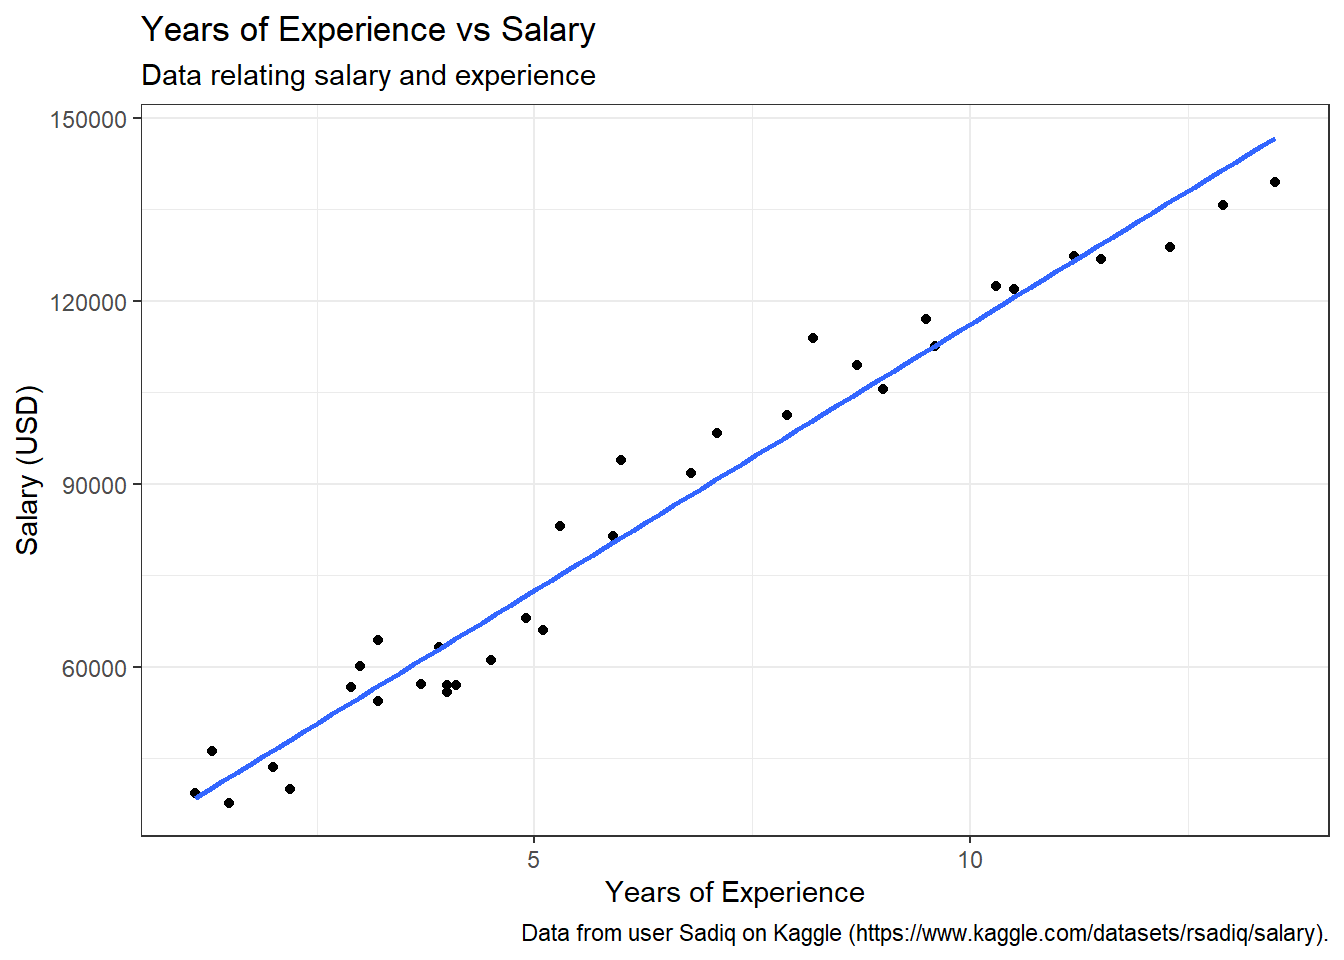 Years of Experience vs Salary
Data relating salary and experience
150000
120000
90000
60000
Salary (USD)
5
10
Years of Experience
Data from user Sadiq on Kaggle (https://www.kaggle.com/datasets/rsadiq/salary).